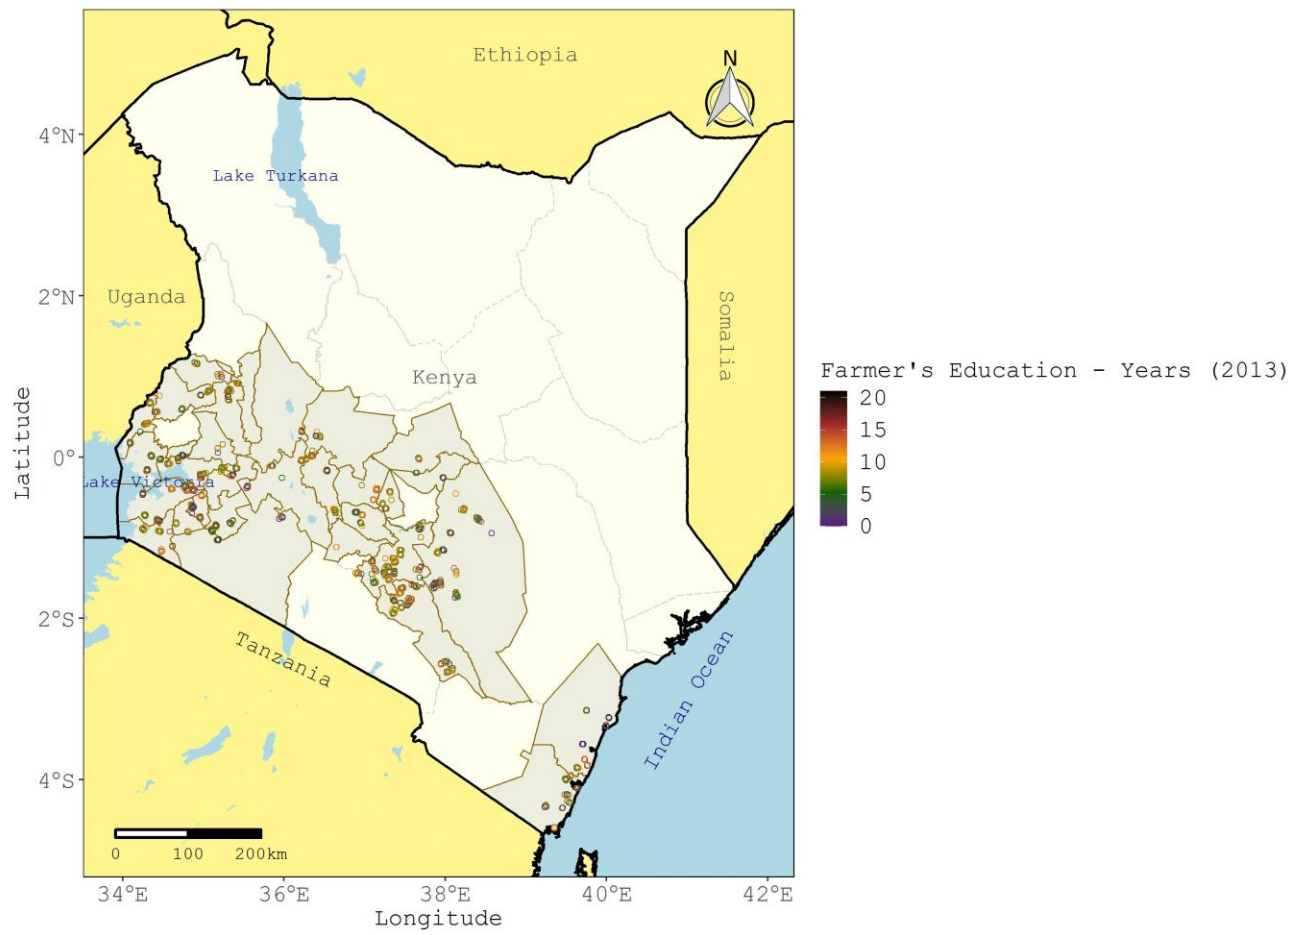 Ethiopia
N
4°N
Lake Turkana
2°N
Uganda
Somalia
Kenya
Farmer's Education - Years (2013)
20
15
10
5
0
Latitude
0°
Lake Victoria
2°S
Tanzania
Indian Ocean
4°S
0 100 200km
34°E 36°E 38°E 40°E 42°E
Longitude